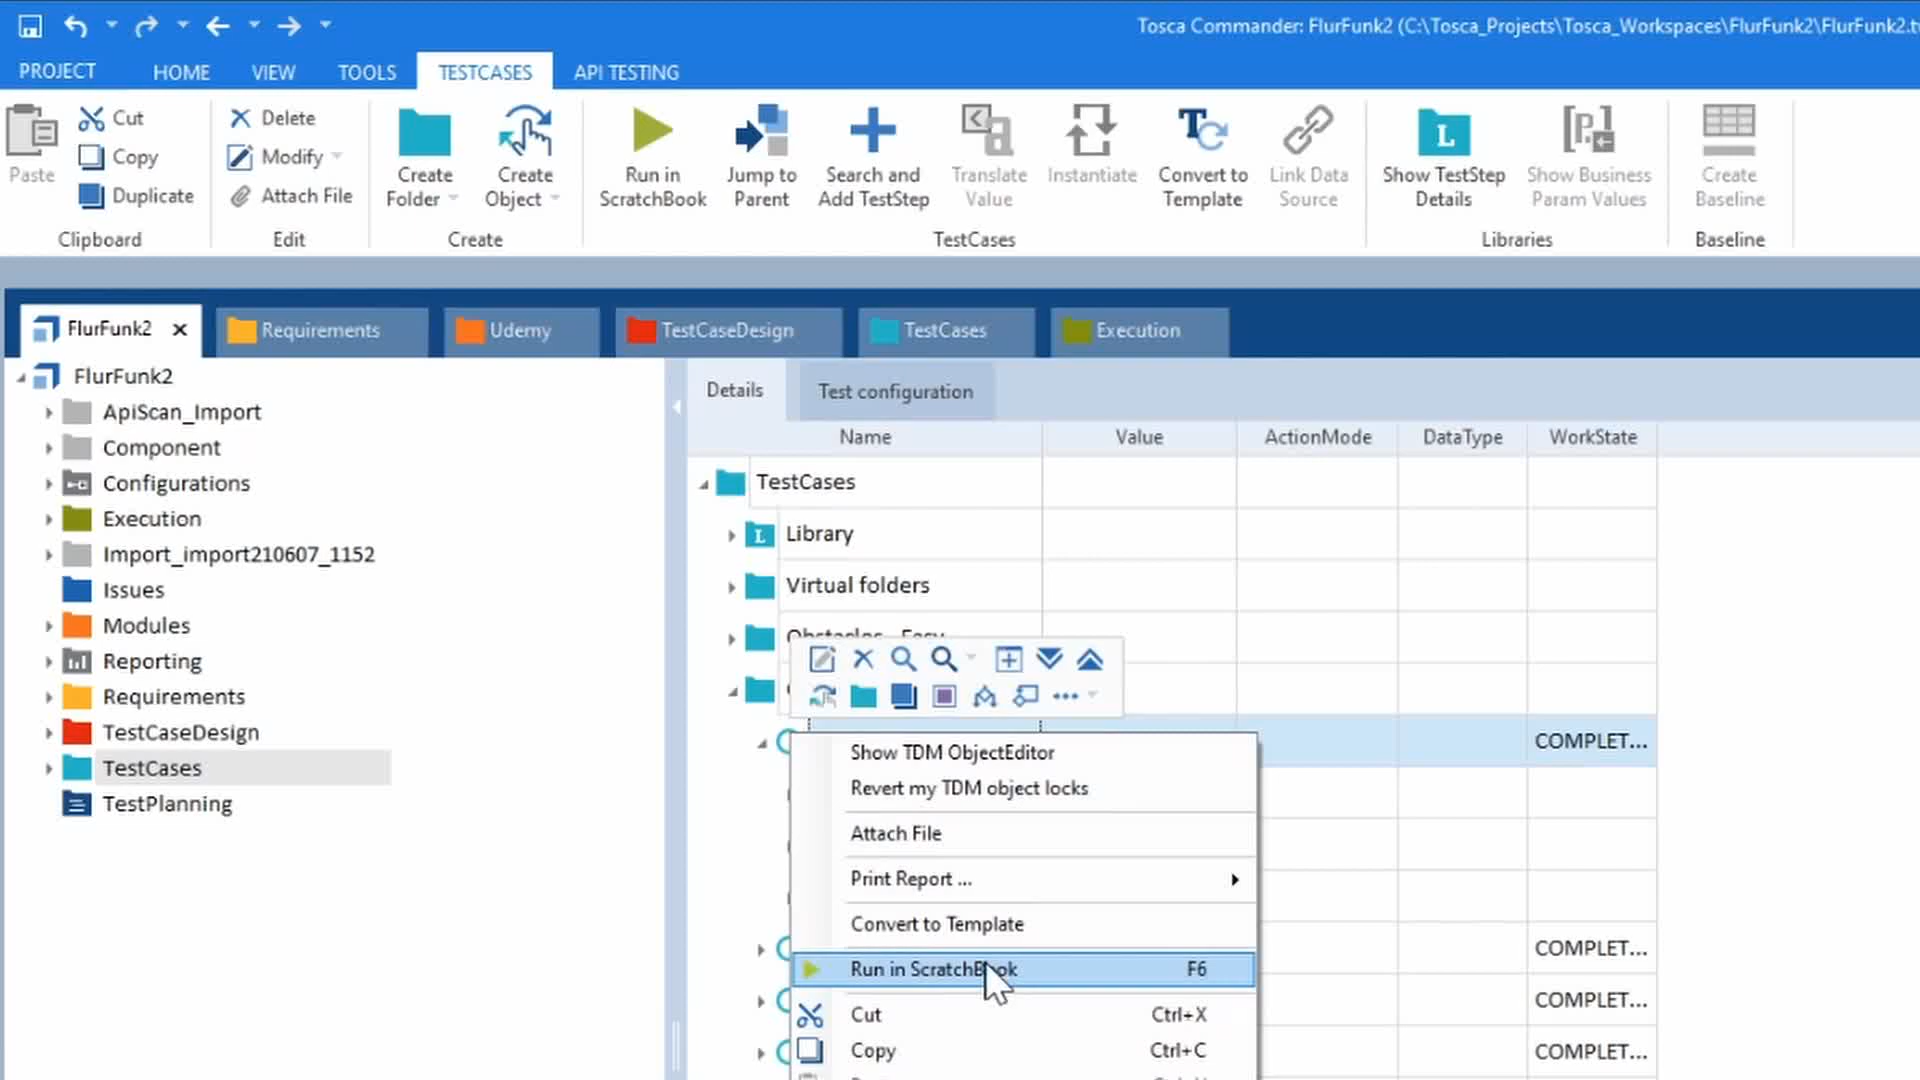 Tosca Commander: FlurFunk2 (C:\Tosca_Projects\Tosca_Workspaces\FlurFunk2\FlurFunk2.t
PROJECT HOME VIEW TOOLS TESTCASES API TESTING
Paste
Cut
Copy
Duplicate
Clipboard
Delete
Modify
Attach File
Edit
Create Folder
Create Object
Create
Run in ScratchBook
Jump to Parent
Search and Add TestStep
Translate Value
Instantiate
Convert to Template
Link Data Source
TestCases
Show TestStep Details
Show Business Param Values
Libraries
Create Baseline
Baseline
FlurFunk2 Requirements Udemy TestCaseDesign TestCases Execution
FlurFunk2
ApiScan_Import
Component
Configurations
Execution
Import_import210607_1152
Issues
Modules
Reporting
Requirements
TestCaseDesign
TestCases
TestPlanning
Details Test configuration
Name Value ActionMode DataType WorkState
TestCases
Library
Virtual folders
Obstacles - Easy
COMPLET...
Show TDM ObjectEditor
Revert my TDM object locks
Attach File
Print Report ...
Convert to Template
COMPLET...
Run in ScratchBook F6
COMPLET...
Cut Ctrl+X
Copy Ctrl+C
COMPLET...